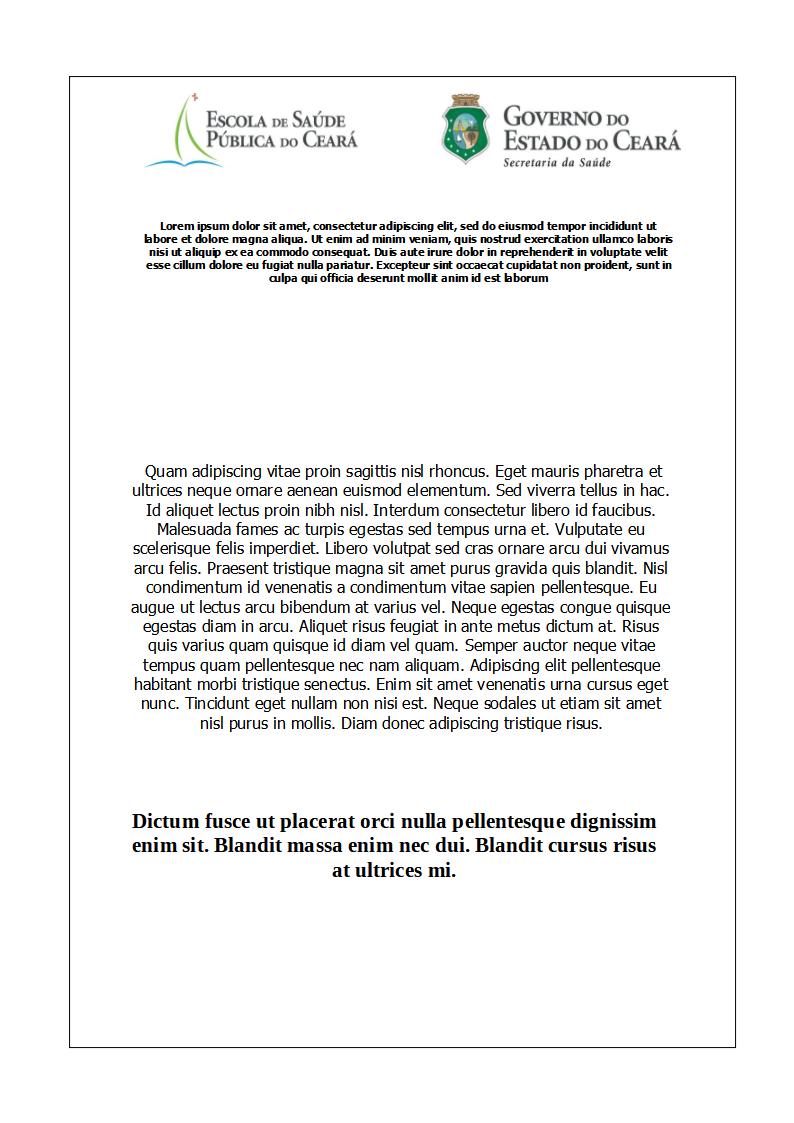 ESCOLA DE SAÚDE
PÚBLICA DO CEARÁ
GOVERNO DO
ESTADO DO CEARÁ
Secretaria da Saúde
Lorem ipsum dolor sit amet, consectetur adipiscing elit, sed do eiusmod tempor incididunt ut
labore et dolore magna aliqua. Ut enim ad minim veniam, quis nostrud exercitation ullamco laboris
nisi ut aliquip ex ea commodo consequat. Duis aute irure dolor in reprehenderit in voluptate velit
esse cillum dolore eu fugiat nulla pariatur. Excepteur sint occaecat cupidatat non proident, sunt in
culpa qui officia deserunt mollit anim id est laborum
Quam adipiscing vitae proin sagittis nisl rhoncus. Eget mauris pharetra et
ultrices neque ornare aenean euismod elementum. Sed viverra tellus in hac.
Id aliquet lectus proin nibh nisl. Interdum consectetur libero id faucibus.
Malesuada fames ac turpis egestas sed tempus urna et. Vulputate eu
scelerisque felis imperdiet. Libero volutpat sed cras ornare arcu dui vivamus
arcu felis. Praesent tristique magna sit amet purus gravida quis blandit. Nisl
condimentum id venenatis a condimentum vitae sapien pellentesque. Eu
augue ut lectus arcu bibendum at varius vel. Neque egestas congue quisque
egestas diam in arcu. Aliquet risus feugiat in ante metus dictum at. Risus
quis varius quam quisque id diam vel quam. Semper auctor neque vitae
tempus quam pellentesque nec nam aliquam. Adipiscing elit pellentesque
habitant morbi tristique senectus. Enim sit amet venenatis urna cursus eget
nunc. Tincidunt eget nullam non nisi est. Neque sodales ut etiam sit amet
nisl purus in mollis. Diam donec adipiscing tristique risus.
Dictum fusce ut placerat orci nulla pellentesque dignissim
enim sit. Blandit massa enim nec dui. Blandit cursus risus
at ultrices mi.